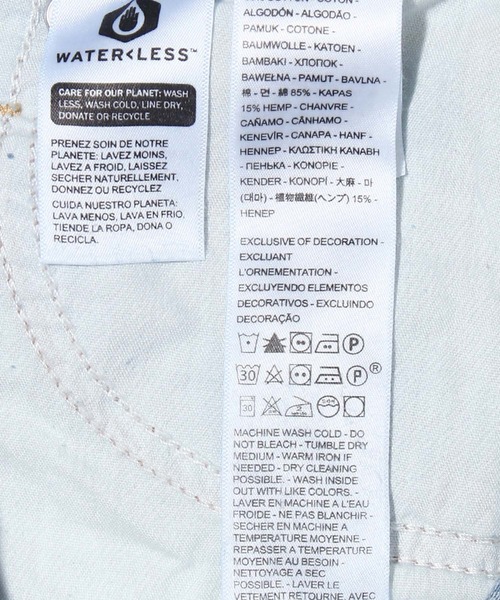 WATER<LESS™
CARE FOR OUR PLANET: WASH
LESS, WASH COLD, LINE DRY,
DONATE OR RECYCLE
PRENEZ SOIN DE NOTRE
PLANETE: LAVEZ MOINS,
LAVEZ A FROID, LAISSEZ
SECHER NATURELLEMENT,
DONNEZ OU RECYCLEZ
CUIDA NUESTRO PLANETA:
LAVA MENOS, LAVA EN FRIO,
TIENDE LA ROPA, DONA O
RECICLA.
ALGODÓN - ALGODÃO -
PAMUK - COTONE -
BAUMWOLLE - KATOEN -
BAMBAKI - ХЛОПОК -
BAWEŁNA - PAMUT - BAVLNA -
棉 - 면 - 綿 85% - KAPAS
15% HEMP - CHANVRE -
CAÑAMO - CÂNHAMO -
KENEVİR - CANAPA - HANF -
HENNEP - ΚΛΩΣΤΙΚΗ ΚΑΝΑΒΗ
- ПЕНЬКА - KONOPIE -
KENDER - KONOPÍ - 大麻 - 마
(대마) - 植物繊維(ヘンプ) 15% -
HENEP
EXCLUSIVE OF DECORATION -
EXCLUANT
L'ORNEMENTATION -
EXCLUYENDO ELEMENTOS
DECORATIVOS - EXCLUINDO
DECORAÇÃO
P
30 P ®
30
MACHINE WASH COLD - DO
NOT BLEACH - TUMBLE DRY
MEDIUM - WARM IRON IF
NEEDED - DRY CLEANING
POSSIBLE. - WASH INSIDE
OUT WITH LIKE COLORS. -
LAVER EN MACHINE A L'EAU
FROIDE - NE PAS BLANCHIR -
SECHER EN MACHINE A
TEMPERATURE MOYENNE -
REPASSER A TEMPERATURE
MOYENNE AU BESOIN -
NETTOYAGE A SEC
POSSIBLE. - LAVER LE
VETEMENT RETOURNE, AVEC